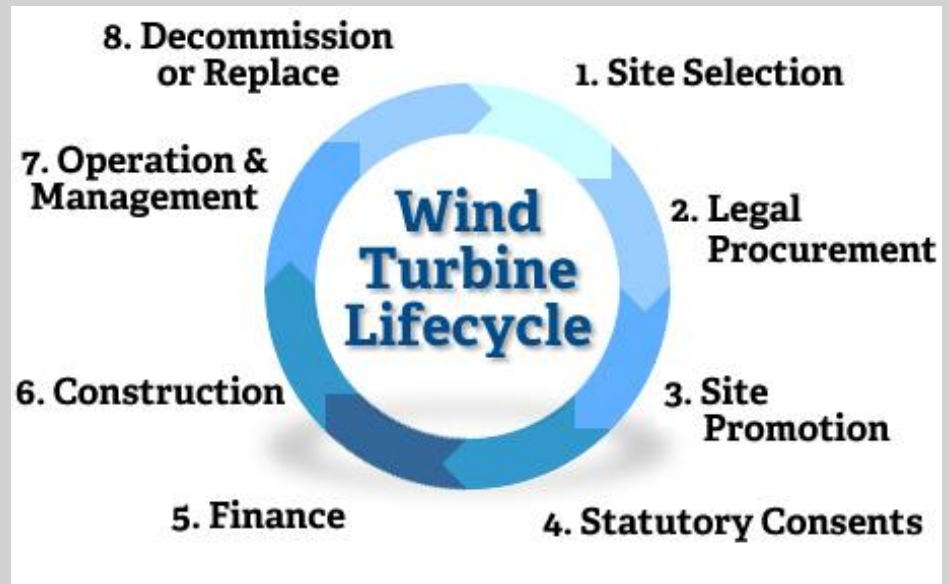 Wind
Turbine
Lifecycle
1. Site Selection
2. Legal
Procurement
3. Site
Promotion
4. Statutory Consents
5. Finance
6. Construction
7. Operation &
Management
8. Decommission
or Replace